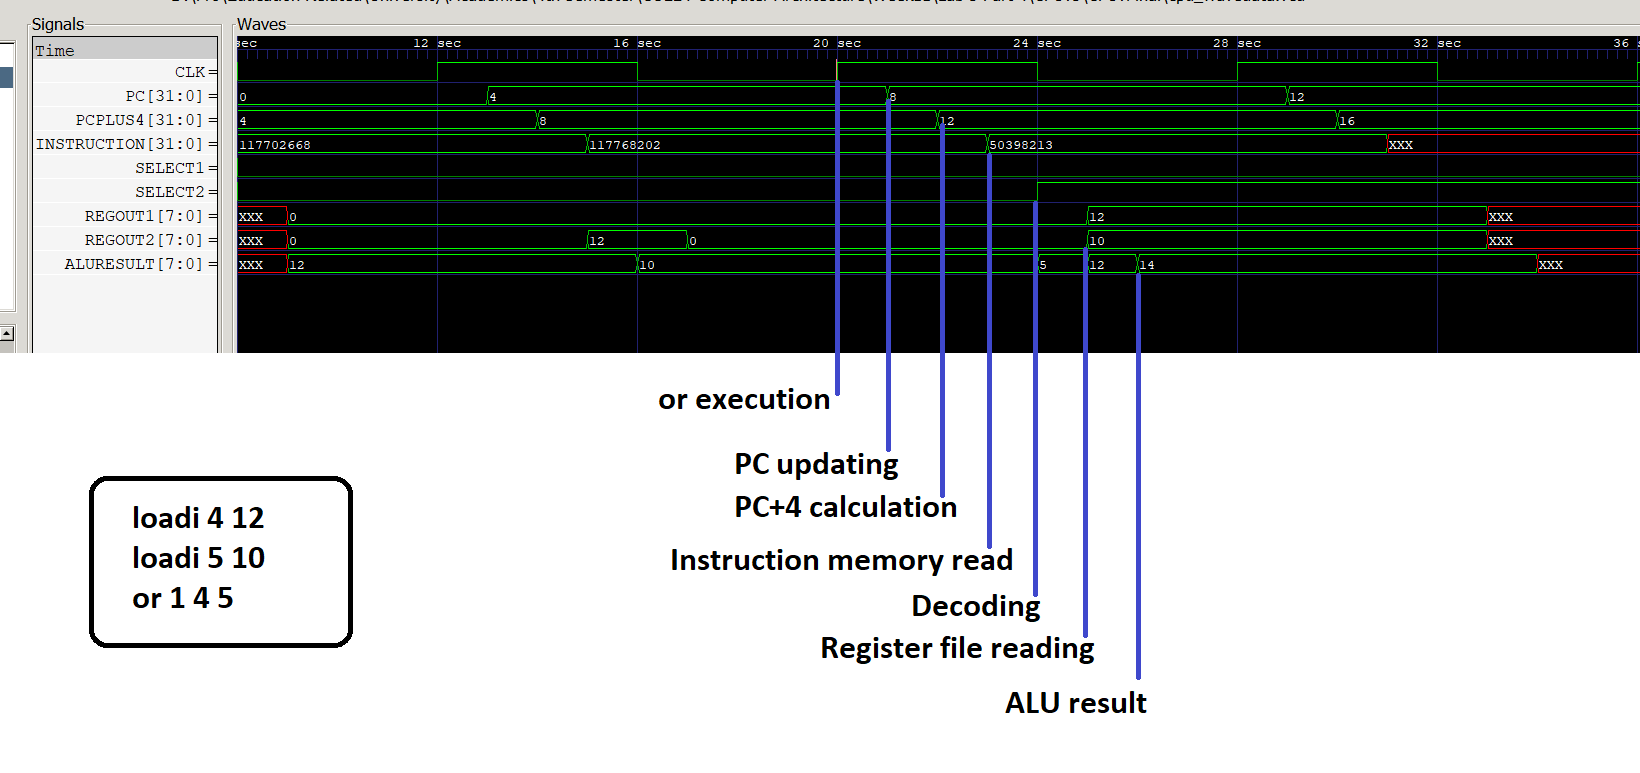 Signals
Waves
Time
sec 12 sec 16 sec 20 sec 24 sec 28 sec 32 sec 36
CLK =
PC[31:0] = 0 4 8 12
PCPLUS4[31:0] = 4 8 12 16
INSTRUCTION[31:0] = 117702668 117768202 50398213 XXX
SELECT1 =
SELECT2 =
REGOUT1[7:0] = XXX 0 12 XXX
REGOUT2[7:0] = XXX 0 12 0 10 XXX
ALURESULT[7:0] = XXX 12 10 5 12 14 XXX
or execution
PC updating
PC+4 calculation
Instruction memory read
Decoding
Register file reading
ALU result
loadi 4 12
loadi 5 10
or 1 4 5